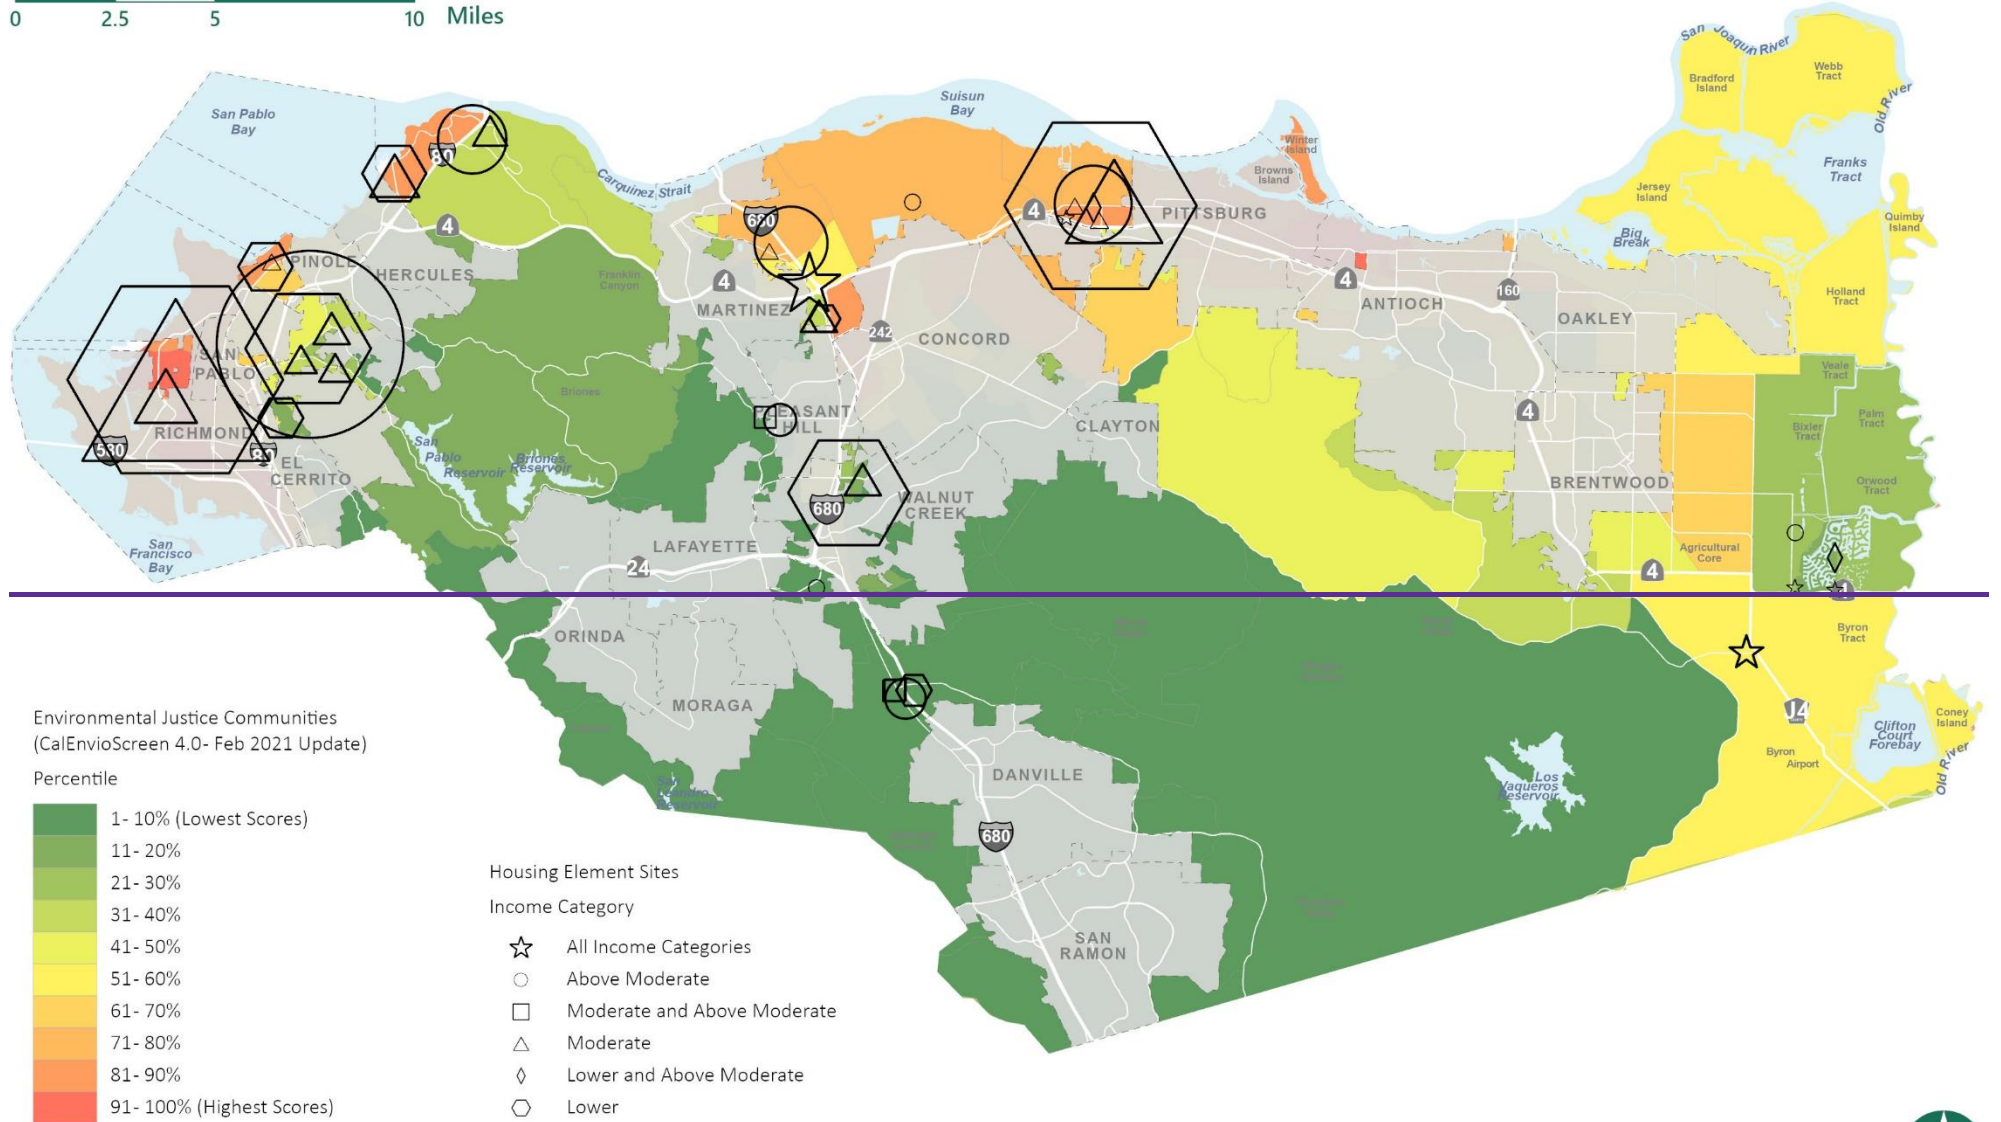 0 2.5 5 10 Miles
San Joaquin River
Webb
Tract
Bradford
Island
Old River
Suisun
Bay
San Pablo
Bay
Winter
Island
Franks
Tract
80
Browns
Island
Carquinez Strait
Jersey
Island
680
4
PITTSBURG
Quimby
Island
4
Big
Break
PINOLE
HERCULES
Franklin
Canyon
4
4
160
Holland
Tract
MARTINEZ
ANTIOCH
OAKLEY
242
CONCORD
SAN
PABLO
Veale
Tract
Briones
PLEASANT
HILL
4
Palm
Tract
CLAYTON
Bixler
Tract
RICHMOND
San
Pablo
Reservoir
580
80
EL
CERRITO
Briones
Reservoir
BRENTWOOD
Orwood
Tract
WALNUT
CREEK
680
San
Francisco
Bay
LAFAYETTE
Agricultural
Core
24
4
4
ORINDA
Byron
Tract
MORAGA
J4
Coney
Island
Clifton
Court
Forebay
Byron
Airport
Old River
DANVILLE
Los
Vaqueros
Reservoir
San
Leandro
Reservoir
680
SAN
RAMON
Environmental Justice Communities
(CalEnvioScreen 4.0- Feb 2021 Update)
Percentile
1- 10% (Lowest Scores)
11- 20%
21- 30%
31- 40%
41- 50%
51- 60%
61- 70%
71- 80%
81- 90%
91- 100% (Highest Scores)
Housing Element Sites
Income Category
All Income Categories
Above Moderate
Moderate and Above Moderate
Moderate
Lower and Above Moderate
Lower